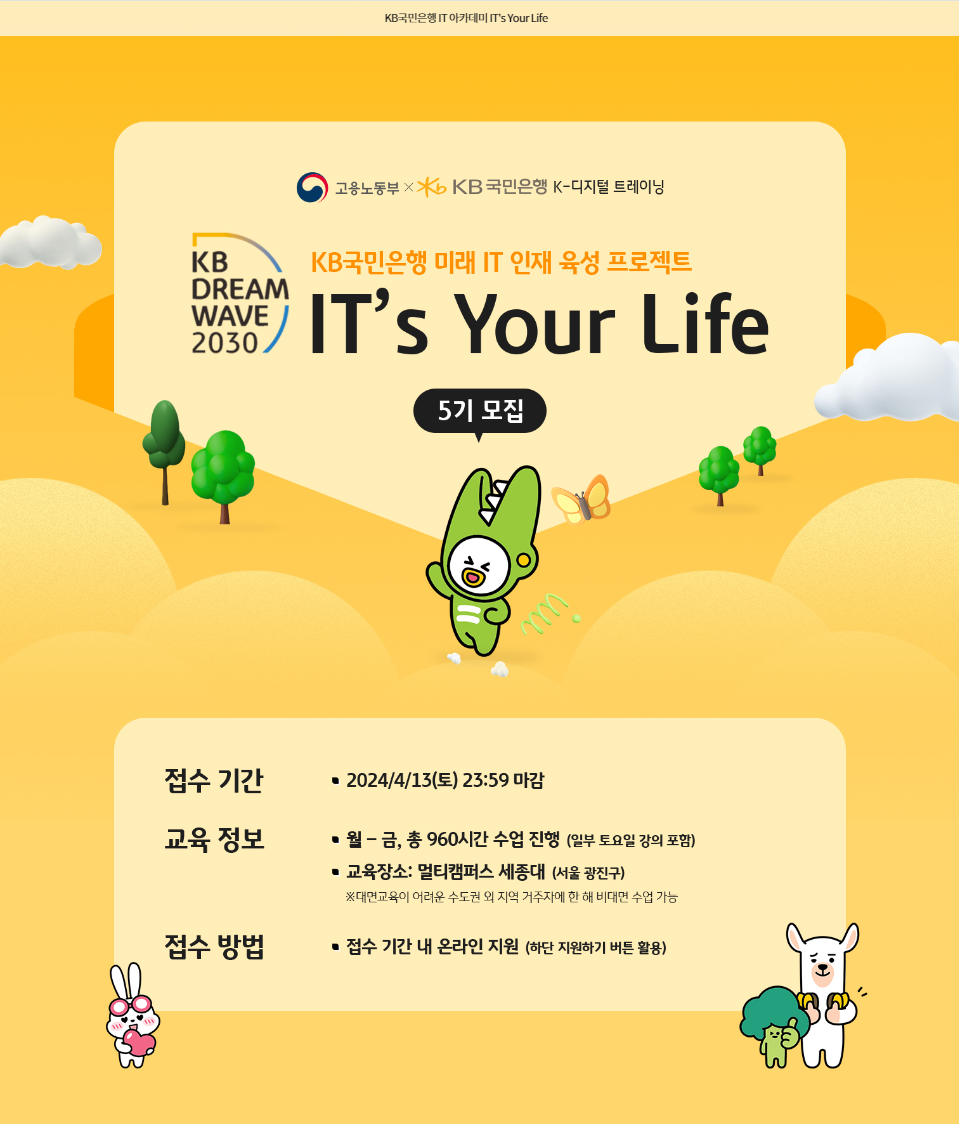 KB국민은행 IT 아카데미 IT's Your Life
고용노동부 × KB 국민은행 K-디지털 트레이닝
KB
DREAM
WAVE
2030
KB국민은행 미래 IT 인재 육성 프로젝트
IT’s Your Life
5기 모집
접수 기간
2024/4/13(토) 23:59 마감
교육 정보
월 – 금, 총 960시간 수업 진행 (일부 토요일 강의 포함)
교육장소: 멀티캠퍼스 세종대 (서울 광진구)
※대면교육이 어려운 수도권 외 지역 거주자에 한 해 비대면 수업 가능
접수 방법
접수 기간 내 온라인 지원 (하단 지원하기 버튼 활용)